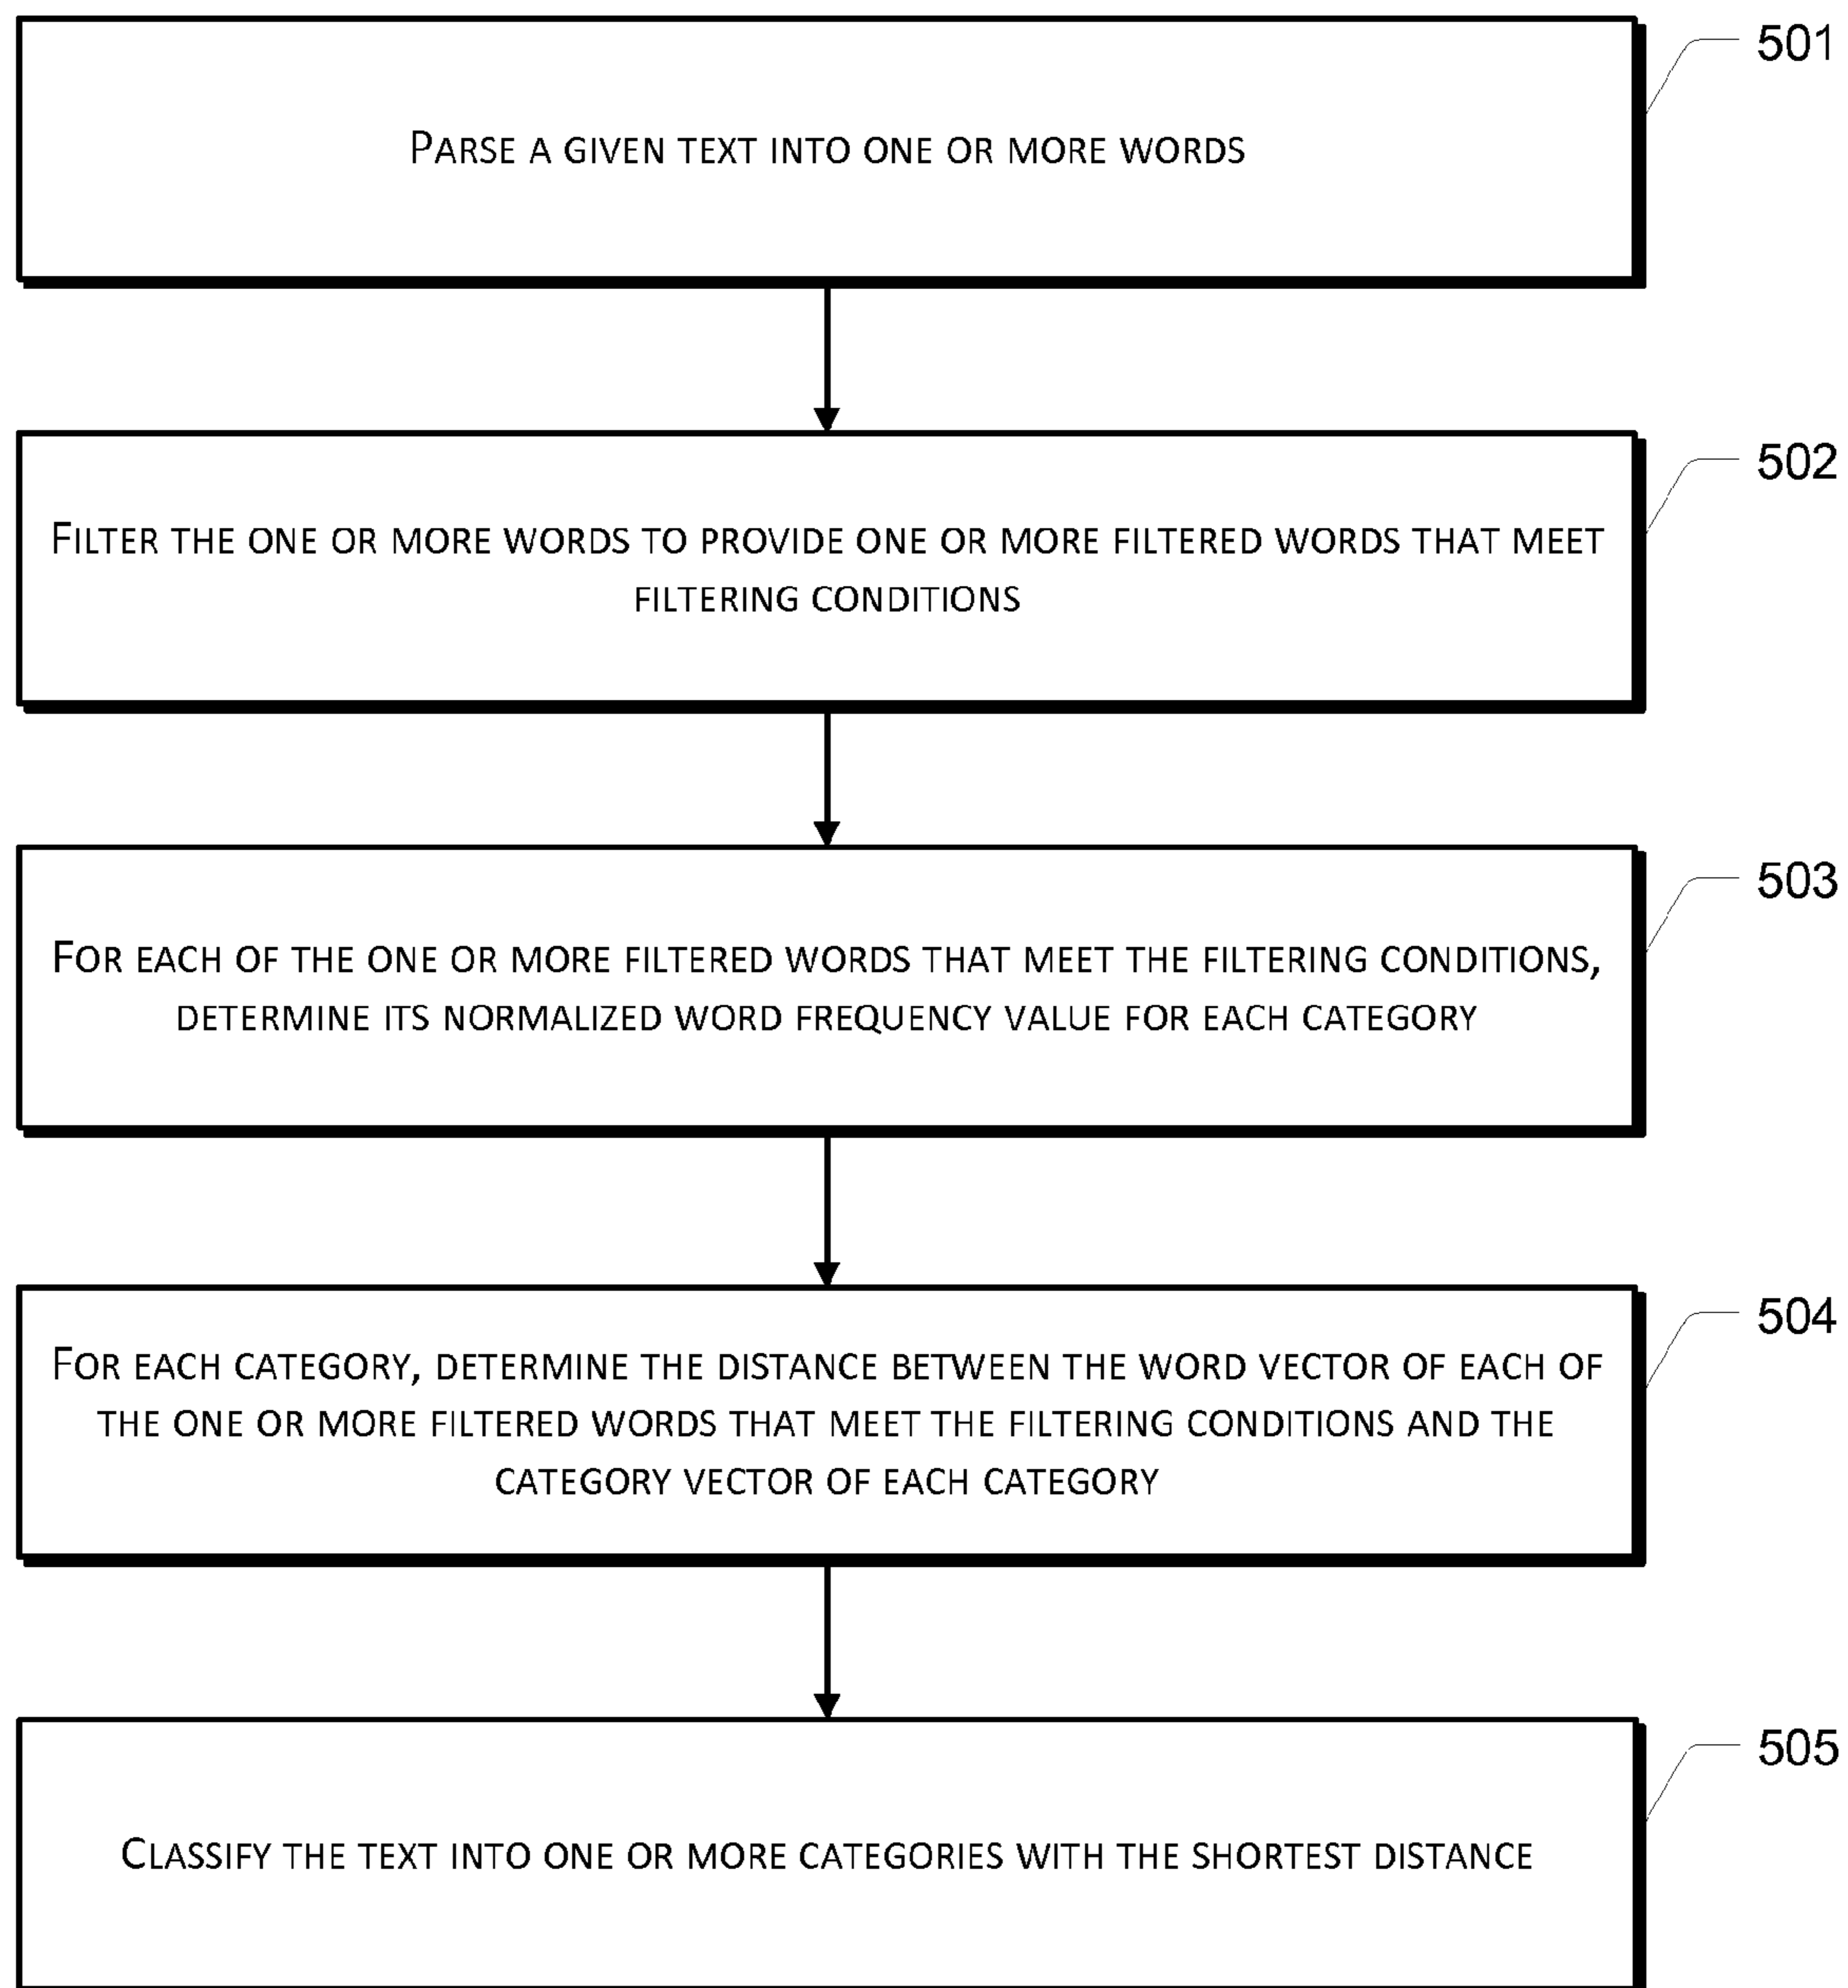 501
PARSE A GIVEN TEXT INTO ONE OR MORE WORDS
502
FILTER THE ONE OR MORE WORDS TO PROVIDE ONE OR MORE FILTERED WORDS THAT MEET
FILTERING CONDITIONS
503
FOR EACH OF THE ONE OR MORE FILTERED WORDS THAT MEET THE FILTERING CONDITIONS,
DETERMINE ITS NORMALIZED WORD FREQUENCY VALUE FOR EACH CATEGORY
504
FOR EACH CATEGORY, DETERMINE THE DISTANCE BETWEEN THE WORD VECTOR OF EACH OF
THE ONE OR MORE FILTERED WORDS THAT MEET THE FILTERING CONDITIONS AND THE
CATEGORY VECTOR OF EACH CATEGORY
505
CLASSIFY THE TEXT INTO ONE OR MORE CATEGORIES WITH THE SHORTEST DISTANCE